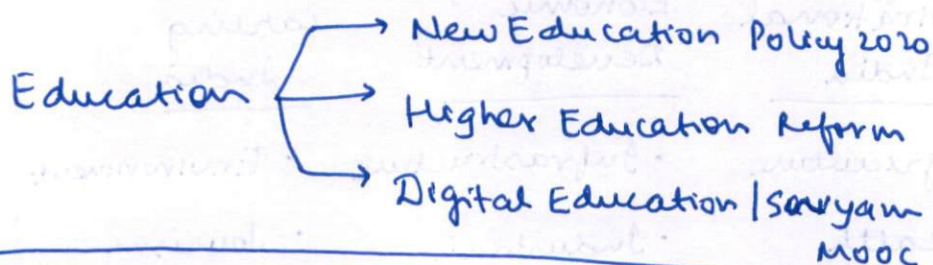 Education
New Education Policy 2020
Higher Education Reform
Digital Education / Swayam
MOOC